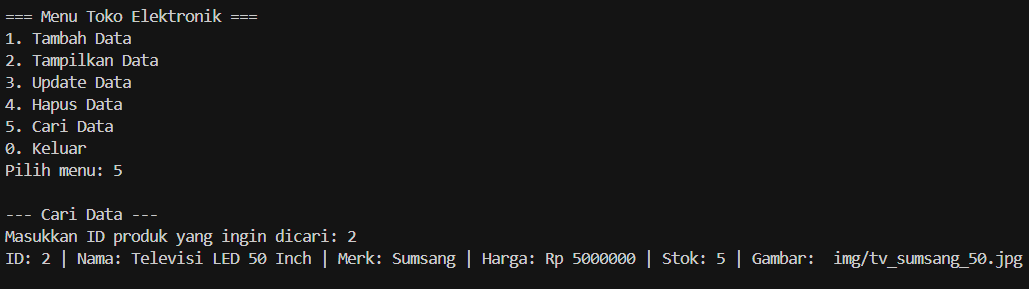 === Menu Toko Elektronik ===
1. Tambah Data
2. Tampilkan Data
3. Update Data
4. Hapus Data
5. Cari Data
0. Keluar
Pilih menu: 5

--- Cari Data ---
Masukkan ID produk yang ingin dicari: 2
ID: 2 | Nama: Televisi LED 50 Inch | Merk: Sumsang | Harga: Rp 5000000 | Stok: 5 | Gambar:  img/tv_sumsang_50.jpg